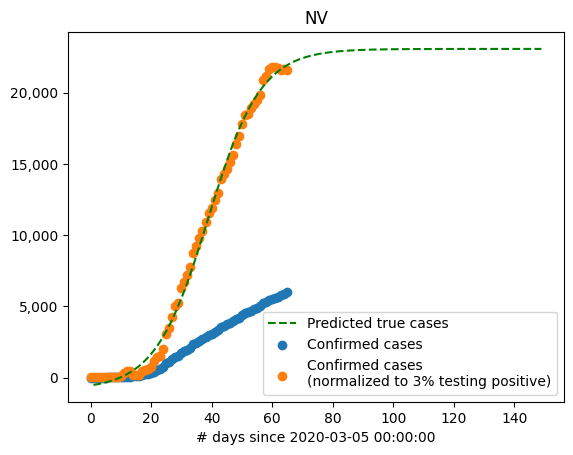 NV
20,000
15,000
10,000
5,000
0
0 20 40 60 80 100 120 140
# days since 2020-03-05 00:00:00
Predicted true cases
Confirmed cases
Confirmed cases
(normalized to 3% testing positive)